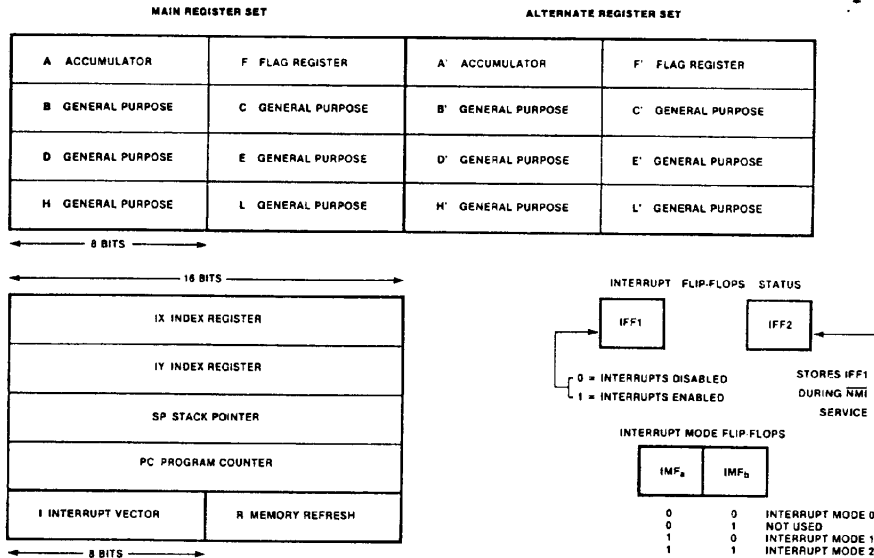 MAIN REGISTER SET
ALTERNATE REGISTER SET
A ACCUMULATOR
F FLAG REGISTER
A' ACCUMULATOR
F' FLAG REGISTER
B GENERAL PURPOSE
C GENERAL PURPOSE
B' GENERAL PURPOSE
C' GENERAL PURPOSE
D GENERAL PURPOSE
E GENERAL PURPOSE
D' GENERAL PURPOSE
E' GENERAL PURPOSE
H GENERAL PURPOSE
L GENERAL PURPOSE
H' GENERAL PURPOSE
L' GENERAL PURPOSE
8 BITS
16 BITS
IX INDEX REGISTER
IY INDEX REGISTER
SP STACK POINTER
PC PROGRAM COUNTER
I INTERRUPT VECTOR
R MEMORY REFRESH
8 BITS
INTERRUPT FLIP-FLOPS STATUS
IFF1
IFF2
0 = INTERRUPTS DISABLED
1 = INTERRUPTS ENABLED
STORES IFF1
DURING N̅M̅I̅
SERVICE
INTERRUPT MODE FLIP-FLOPS
IMFa
IMFb
0 0 INTERRUPT MODE 0
0 1 NOT USED
1 0 INTERRUPT MODE 1
1 1 INTERRUPT MODE 2